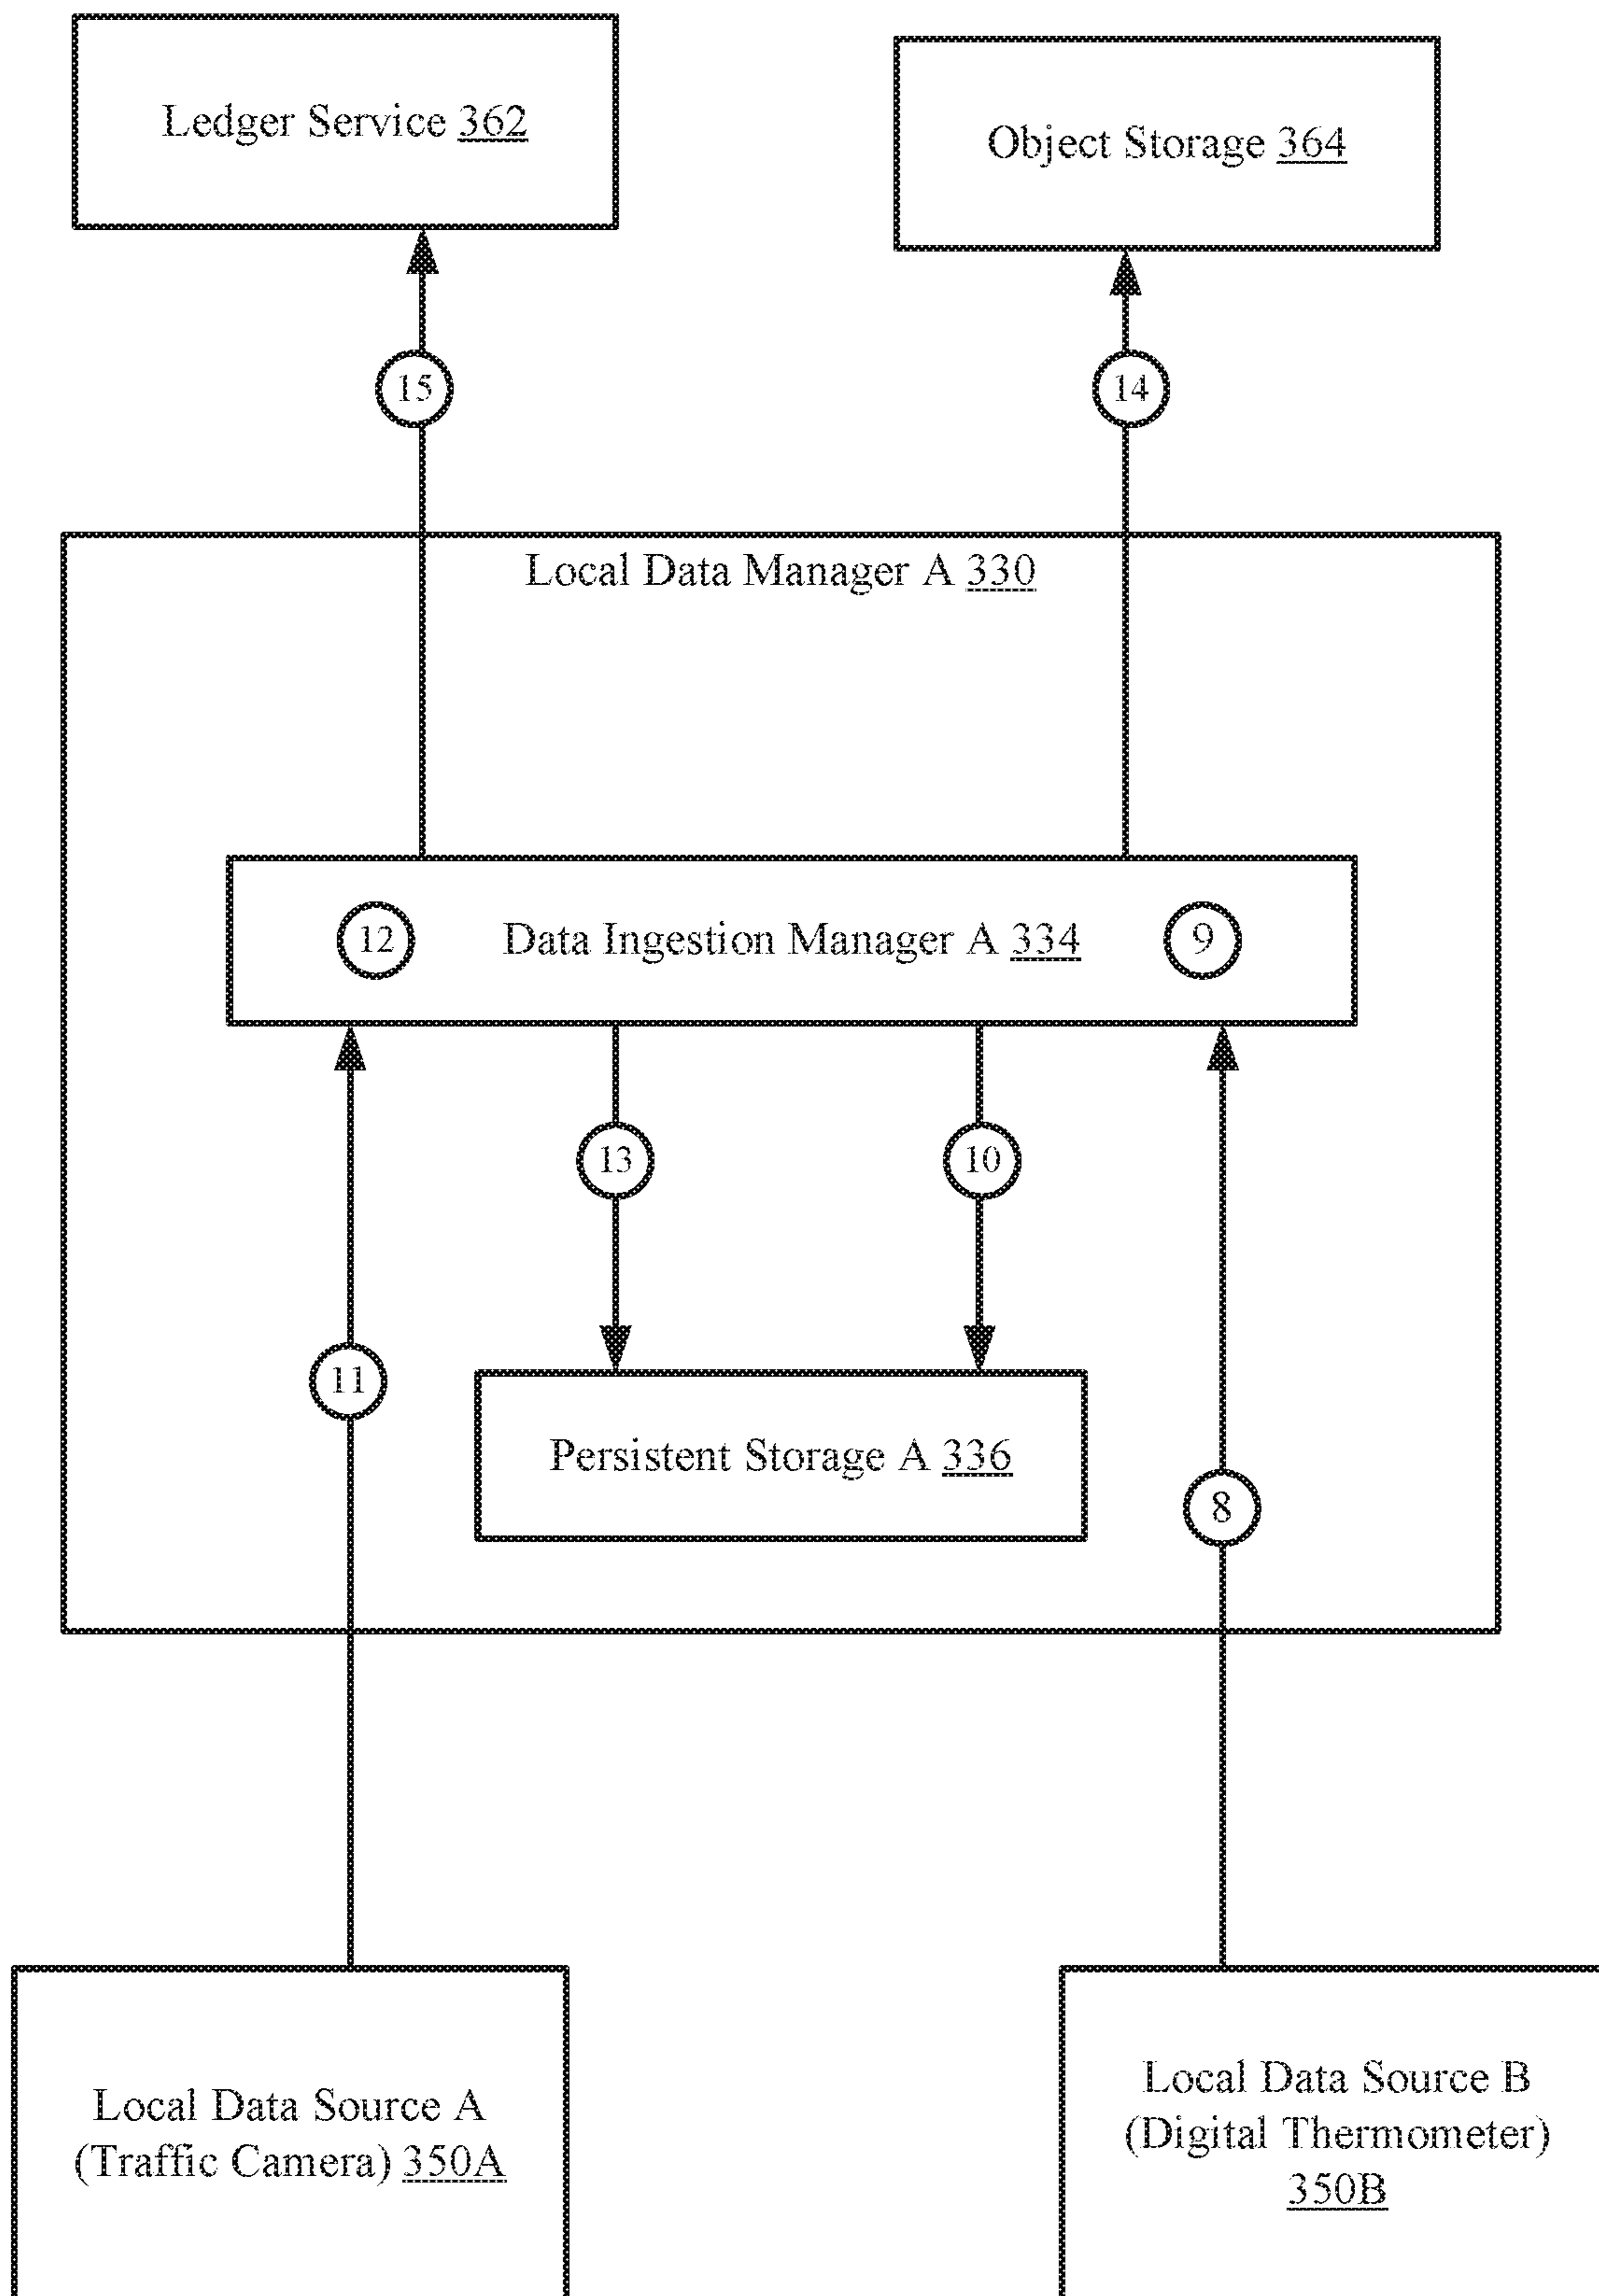 Ledger Service 362
Object Storage 364
15
14
Local Data Manager A 330
12
Data Ingestion Manager A 334
9
13
10
11
Persistent Storage A 336
8
Local Data Source A
(Traffic Camera) 350A
Local Data Source B
(Digital Thermometer)
350B